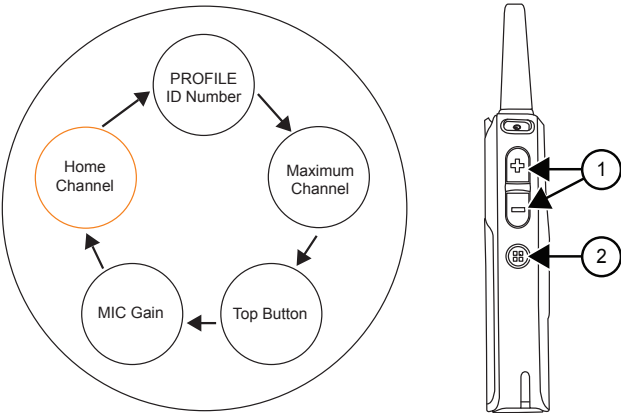 PROFILE
ID Number
Home
Channel
Maximum
Channel
MIC Gain
Top Button
1
2